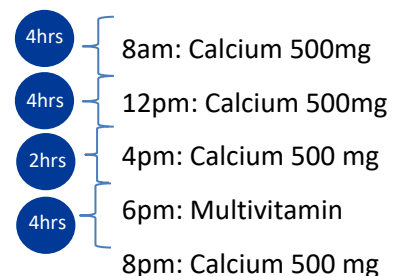 4hrs
8am: Calcium 500mg
4hrs
12pm: Calcium 500mg
2hrs
4pm: Calcium 500 mg
4hrs
6pm: Multivitamin
8pm: Calcium 500 mg